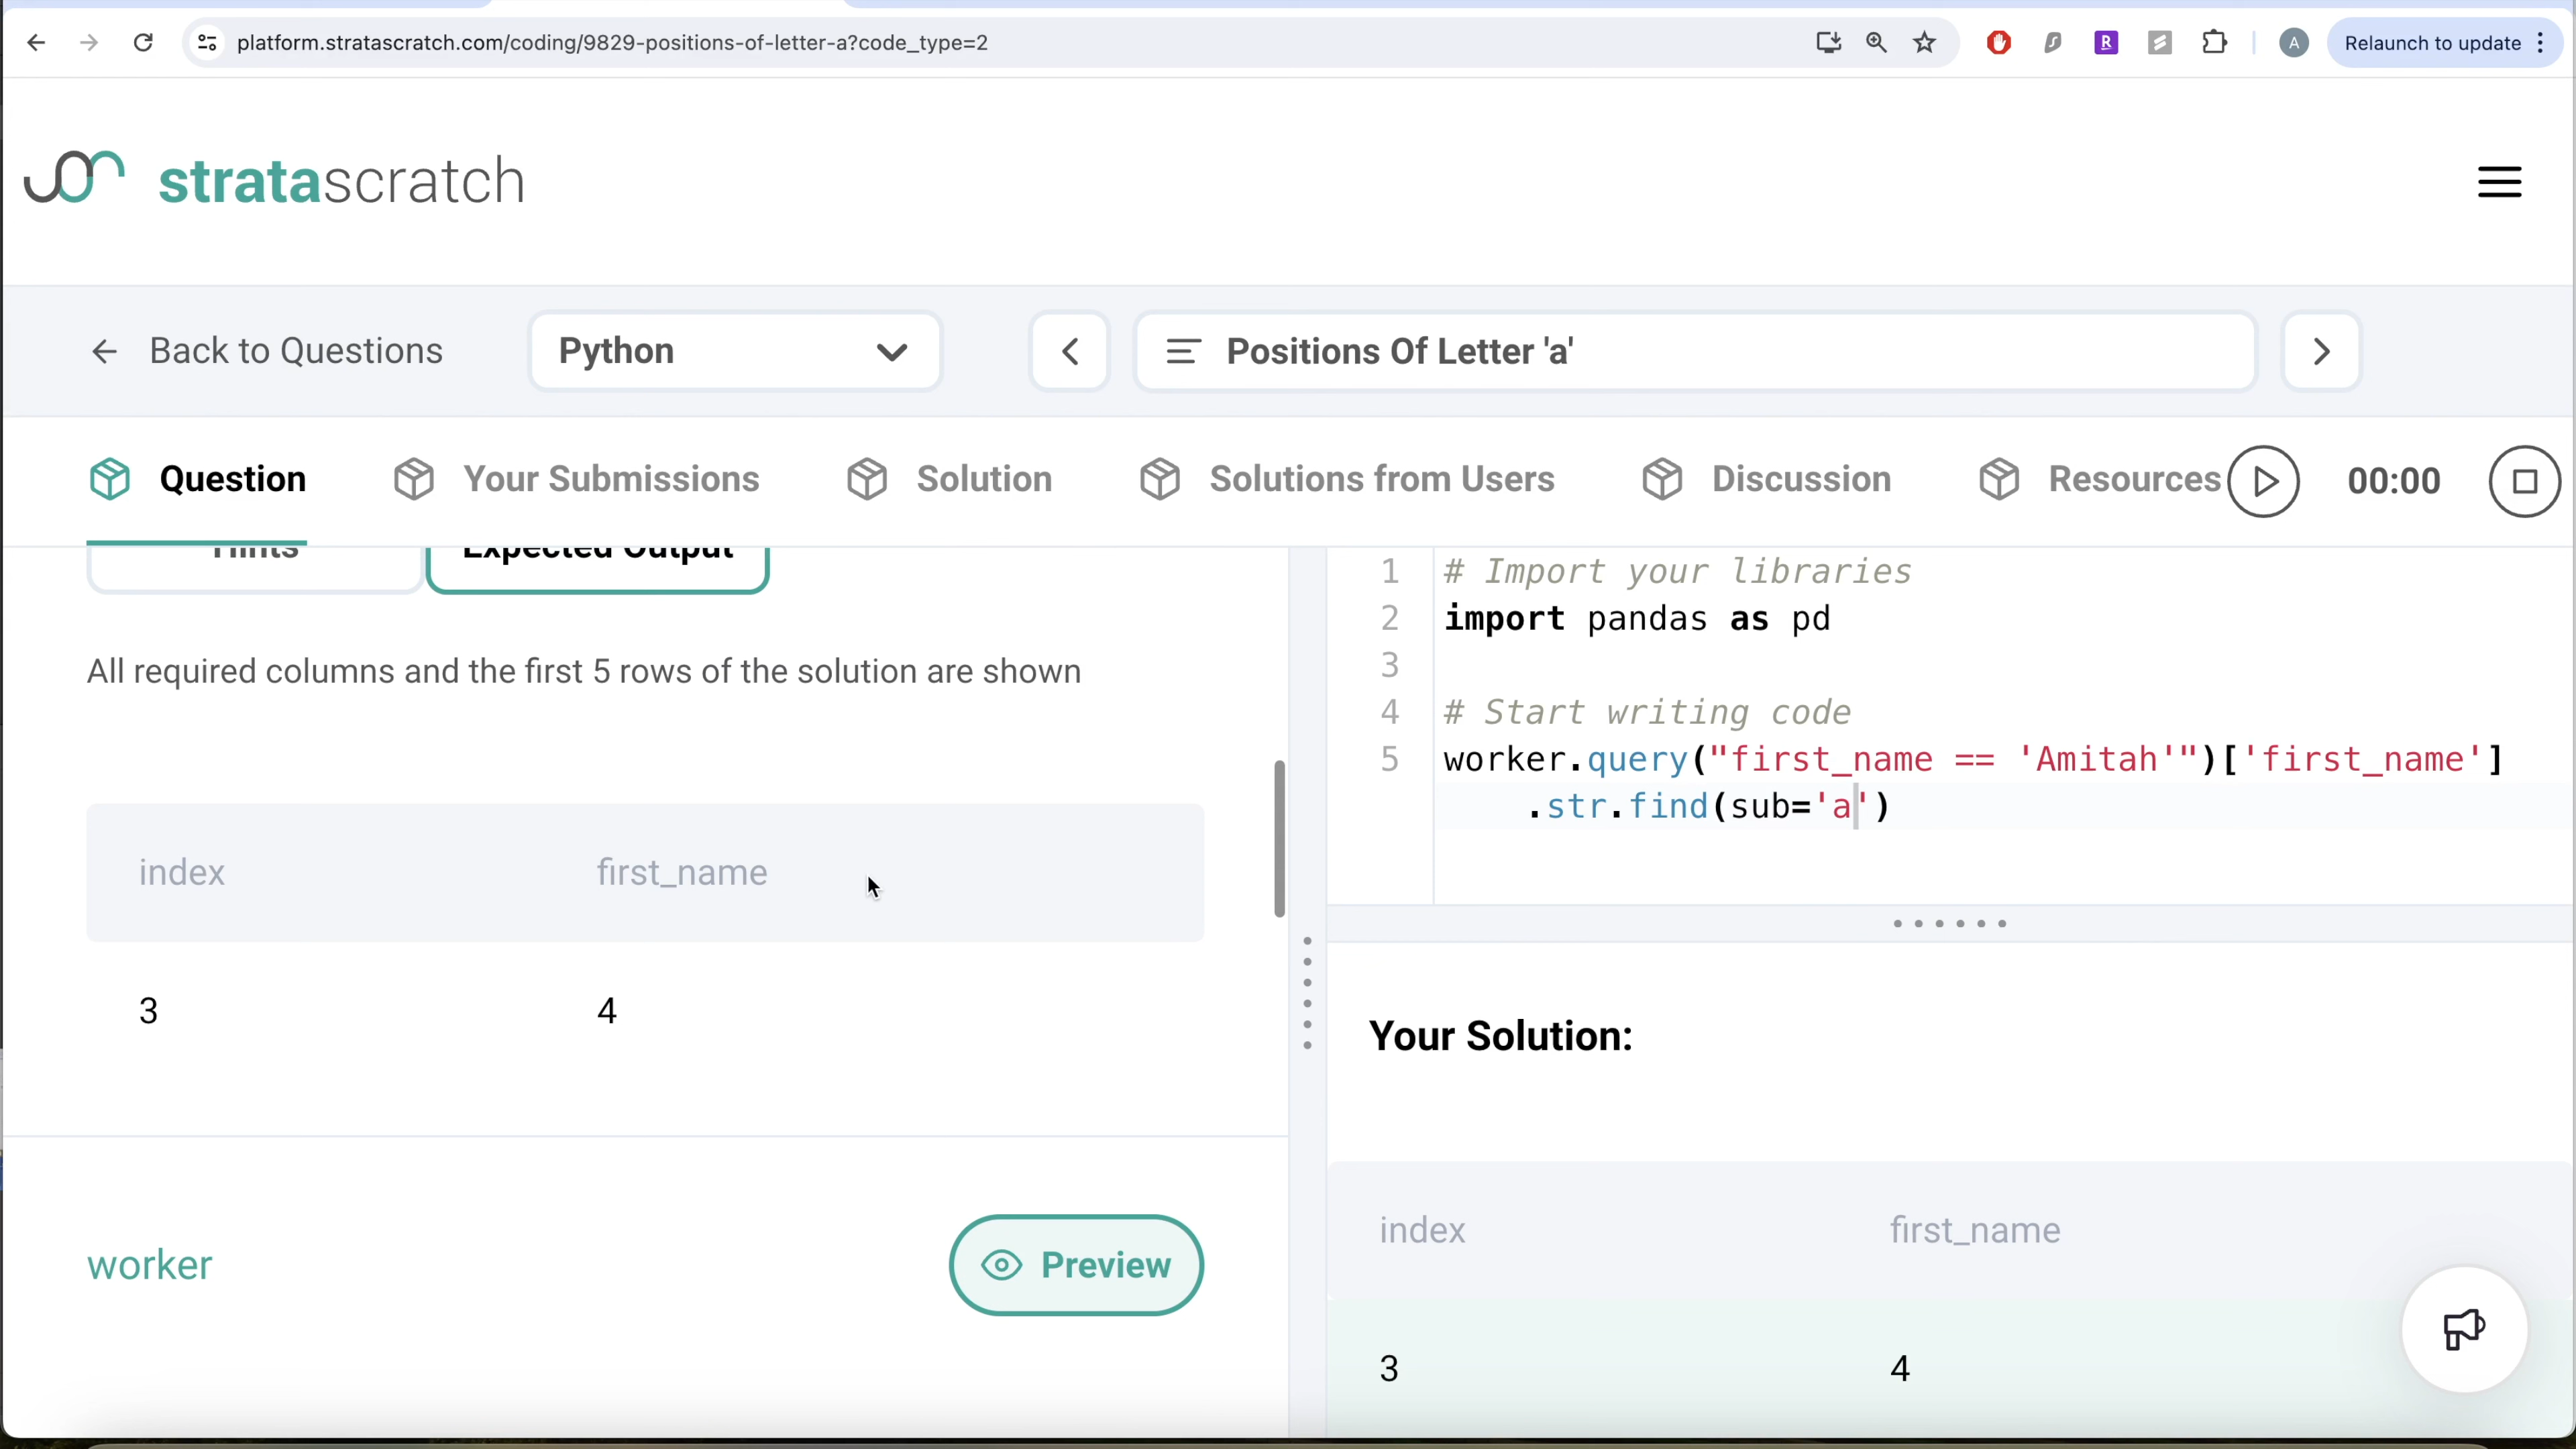 platform.stratascratch.com/coding/9829-positions-of-letter-a?code_type=2
R
A
Relaunch to update
stratascratch
Back to Questions
Python
Positions Of Letter 'a'
Question
Your Submissions
Solution
Solutions from Users
Discussion
Resources
00:00
Hints
Expected Output
All required columns and the first 5 rows of the solution are shown
index first_name
3 4
worker
Preview
1 # Import your libraries
2 import pandas as pd
3
4 # Start writing code
5 worker.query("first_name == 'Amitah'")['first_name']
.str.find(sub='a')
Your Solution:
index first_name
3 4